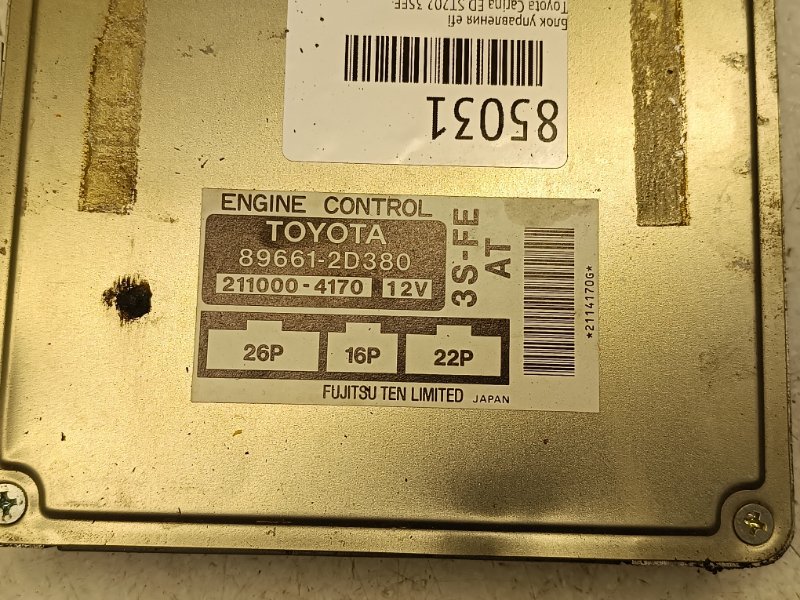 Блок управления efi
Toyota Carina ED ST202 3SFE-
85031
ENGINE CONTROL
TOYOTA
89661-2D380
211000-4170 12V
3S-FE
AT
26P 16P 22P
*2114170G*
FUJITSU TEN LIMITED JAPAN